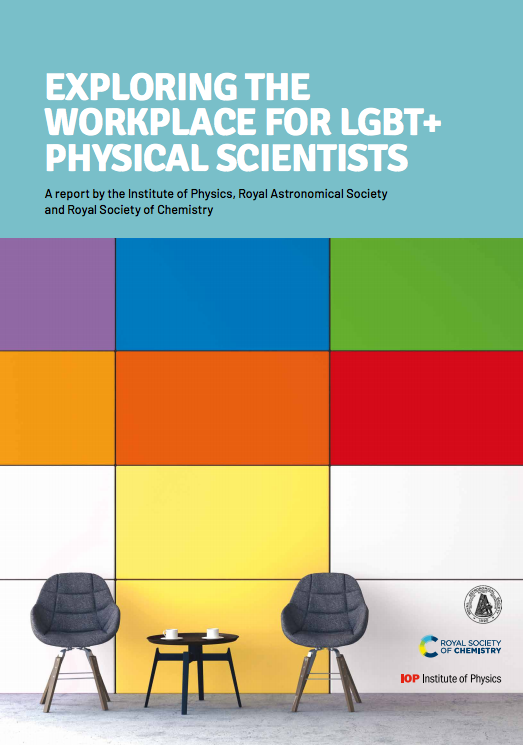 EXPLORING THE
WORKPLACE FOR LGBT+
PHYSICAL SCIENTISTS
A report by the Institute of Physics, Royal Astronomical Society
and Royal Society of Chemistry
ROYAL SOCIETY
OF CHEMISTRY
IOP Institute of Physics